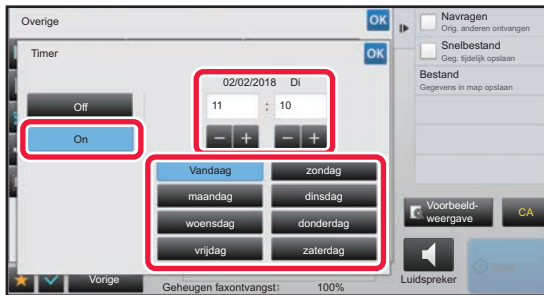 Overige
OK
Timer
OK
02/02/2018 Di
11 : 10
Off
On
Vandaag
zondag
maandag
dinsdag
woensdag
donderdag
vrijdag
zaterdag
Vorige
Geheugen faxontvangst: 100%
Navragen
Orig. anderen ontvangen
Snelbestand
Geg. tijdelijk opslaan
Bestand
Gegevens in map opslaan
Voorbeeld-
weergave
CA
Luidspreker
Start